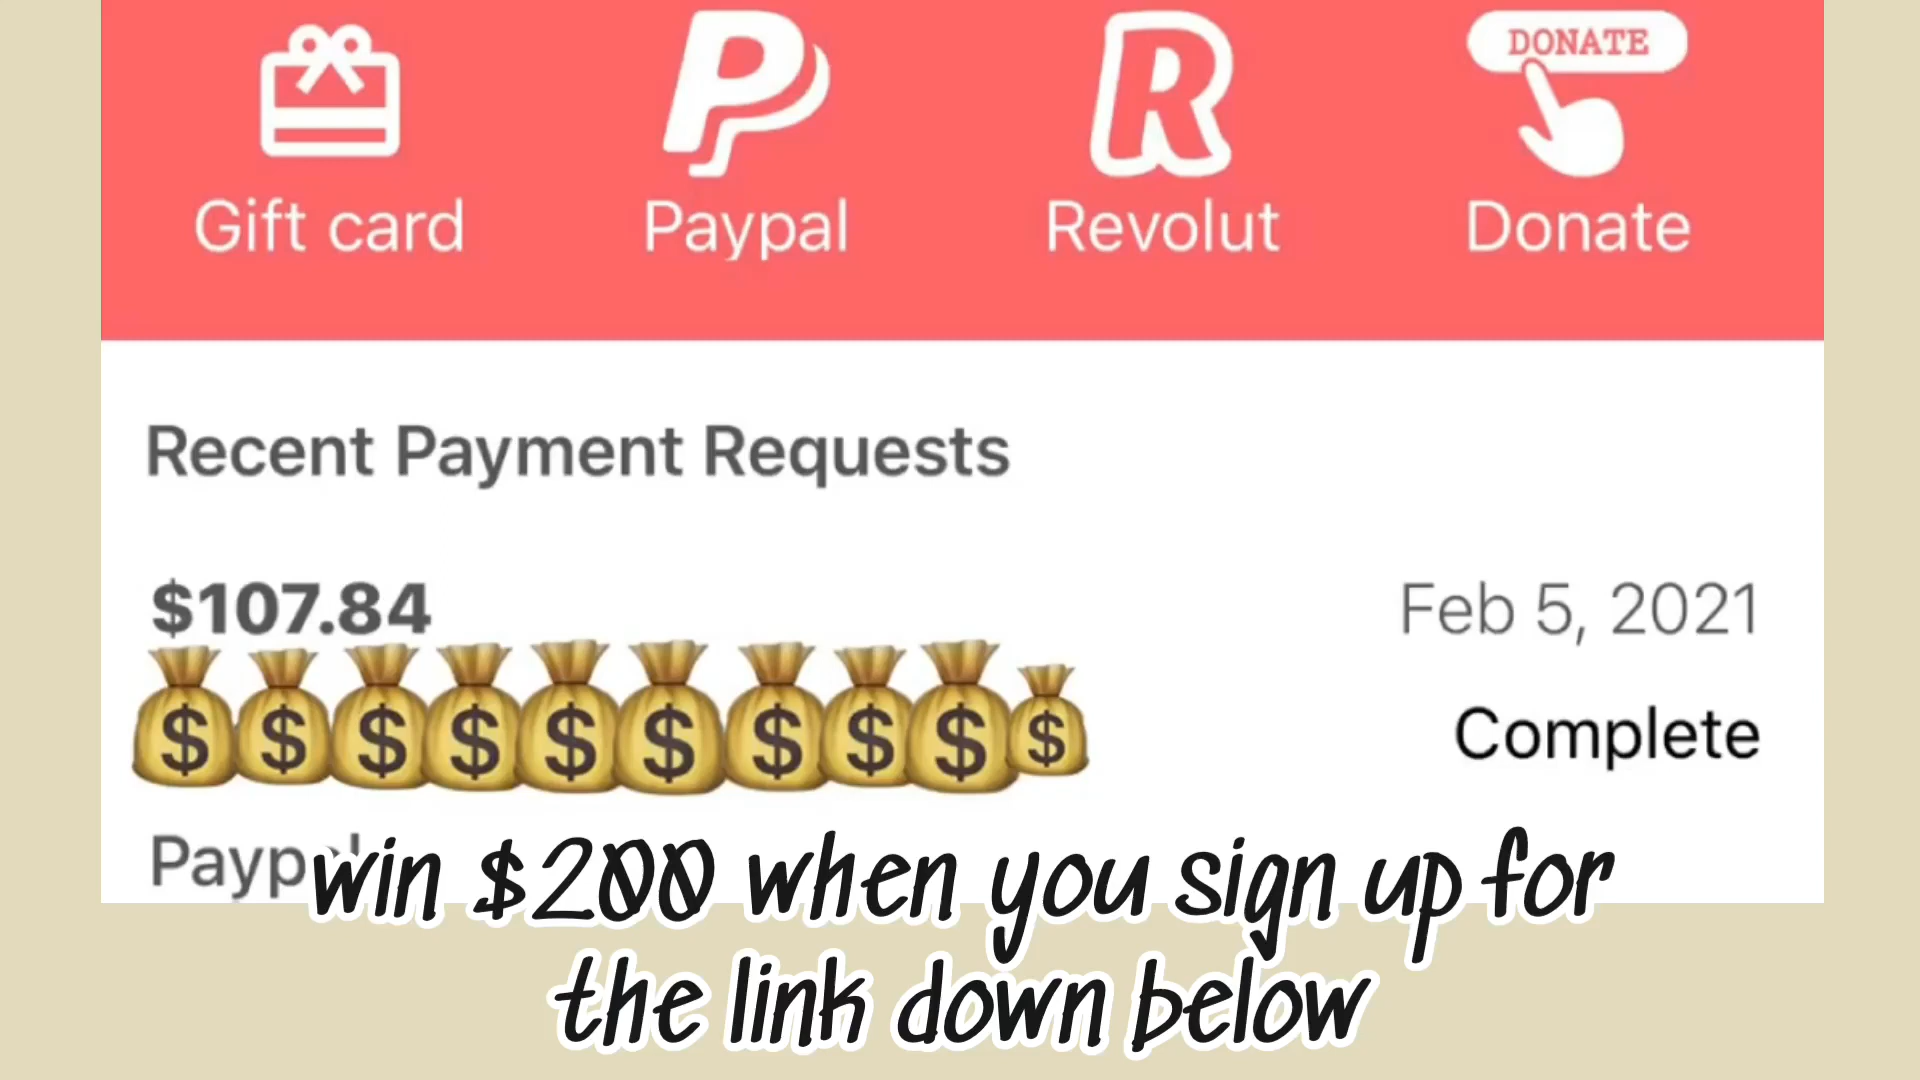 DONATE
Gift card Paypal Revolut Donate
Recent Payment Requests
$107.84 Feb 5, 2021
$ $ $ $ $ $ $ $ $ $
Complete
win $200 when you sign up for
the link down below